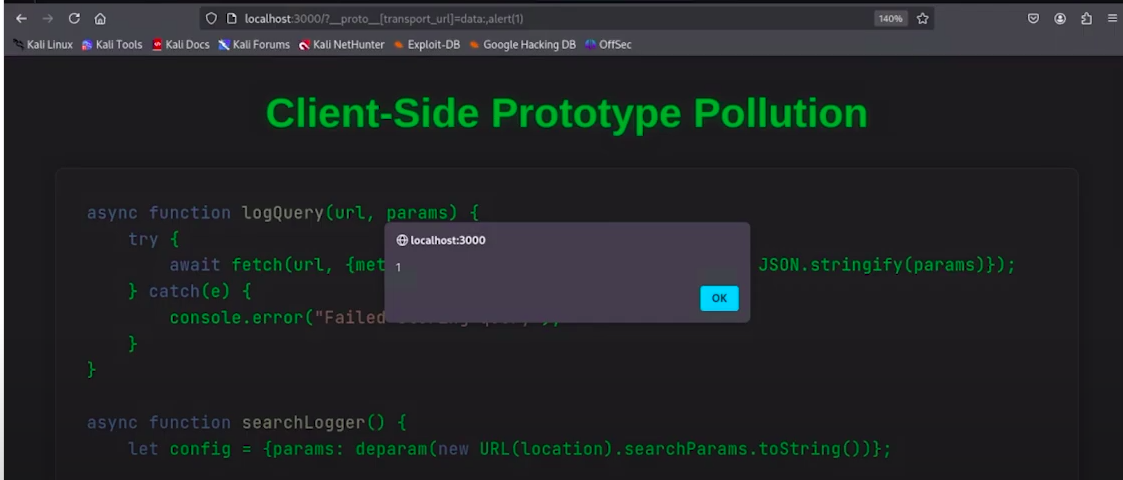 localhost:3000/?__proto__[transport_url]=data:,alert(1)
140%
Kali Linux Kali Tools Kali Docs Kali Forums Kali NetHunter Exploit-DB Google Hacking DB OffSec
Client-Side Prototype Pollution
async function logQuery(url, params) {
try {
await fetch(url, {met JSON.stringify(params)});
} catch(e) {
console.error("Failed
}
}
localhost:3000
1
OK
async function searchLogger() {
let config = {params: deparam(new URL(location).searchParams.toString())};